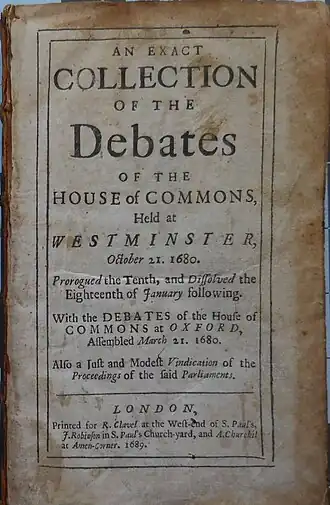 AN EXACT
COLLECTION
OF THE
Debates
OF THE
HOUSE of COMMONS,
Held at
WESTMINSTER,
October 21. 1680.
Prorogued the Tenth, and Dissolved the
Eighteenth of January following.
With the DEBATES of the House of
COMMONS at OXFORD,
Assembled March 21. 1680.
Also a Just and Modest Vindication of the
Proceedings of the said Parliaments.
LONDON,
Printed for R. Clavel at the West-end of S. Paul's,
J. Robinson in S. Paul's Church-yard, and A. Churchil
at Amen-Corner. 1689.